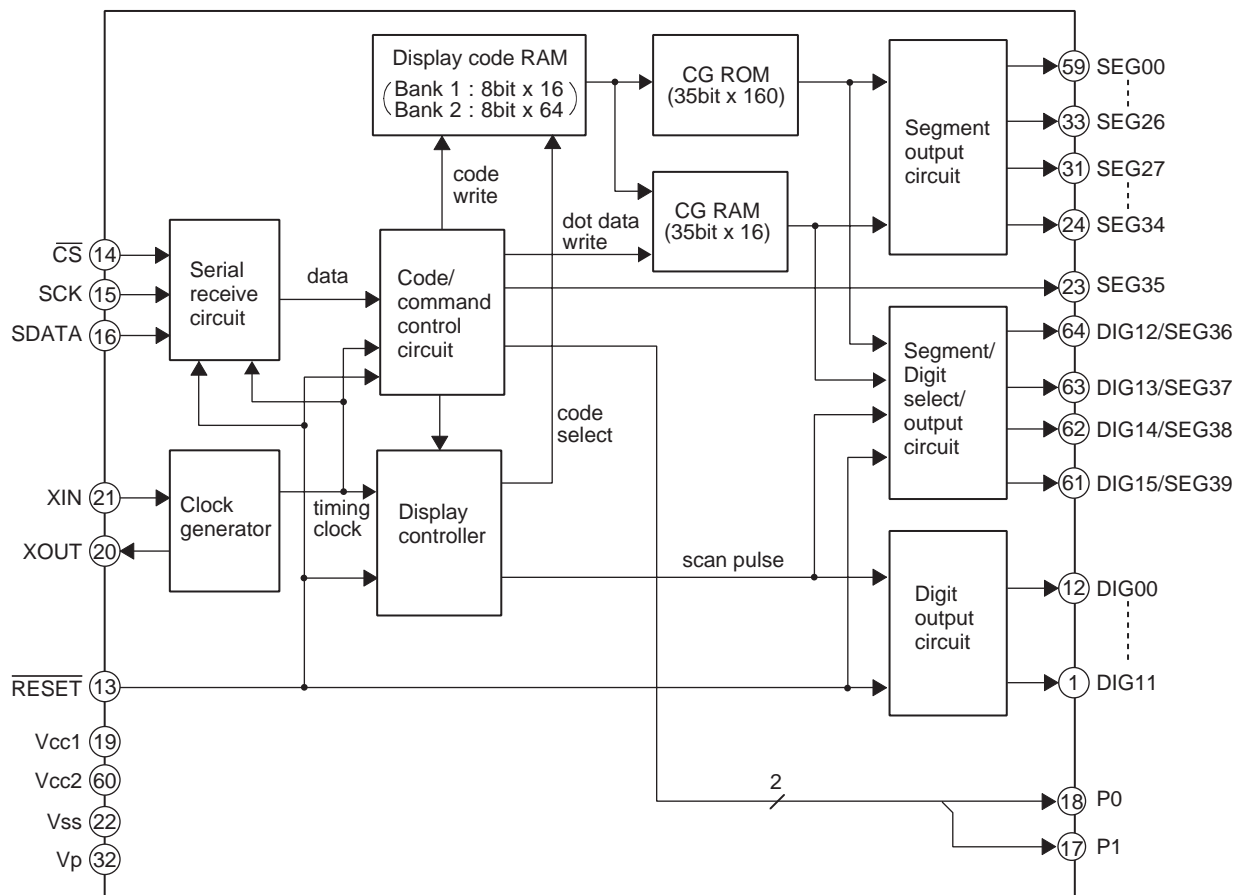 Display code RAM
(Bank 1 : 8bit x 16
Bank 2 : 8bit x 64)
CG ROM
(35bit x 160)
Segment
output
circuit
59 SEG00
33 SEG26
31 SEG27
24 SEG34
code
write
CG RAM
(35bit x 16)
dot data
write
CS 14
SCK 15
SDATA 16
Serial
receive
circuit
data
Code/
command
control
circuit
23 SEG35
64 DIG12/SEG36
63 DIG13/SEG37
62 DIG14/SEG38
61 DIG15/SEG39
Segment/
Digit
select/
output
circuit
code
select
XIN 21
XOUT 20
Clock
generator
timing
clock
Display
controller
scan pulse
Digit
output
circuit
12 DIG00
1 DIG11
RESET 13
Vcc1 19
Vcc2 60
Vss 22
Vp 32
2
18 P0
17 P1